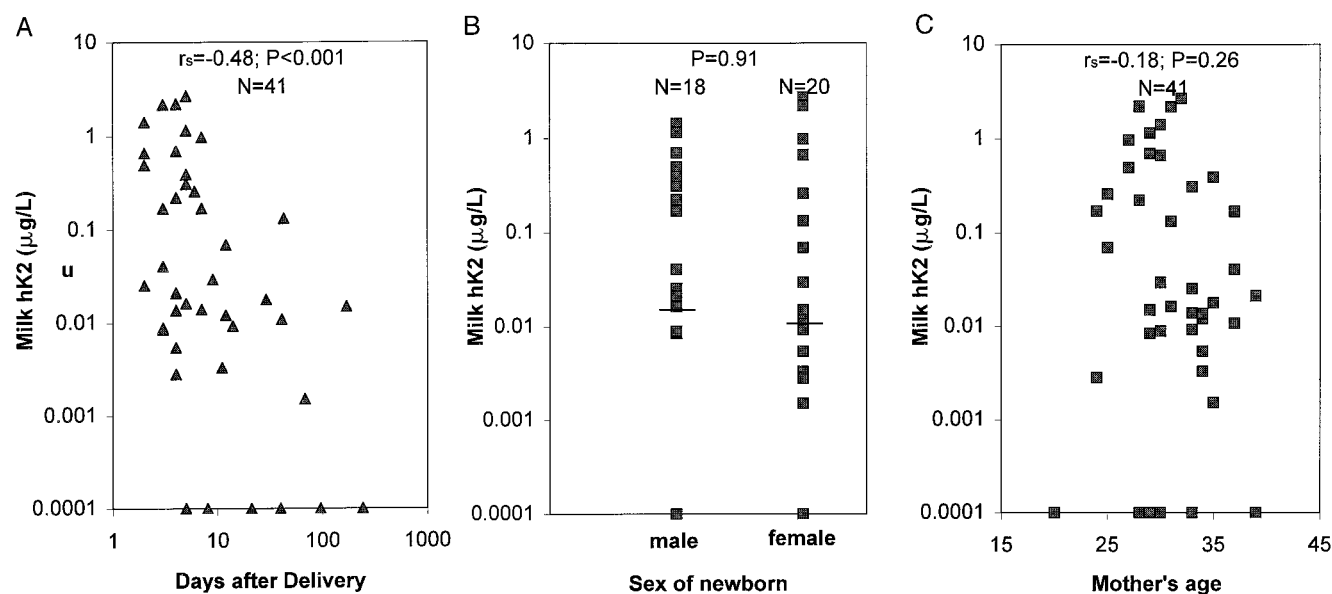 A
rs=-0.48; P<0.001
N=41
10
1
0.1
0.01
0.001
0.0001
Milk hK2 (µg/L)
u
1
10
100
1000
Days after Delivery
B
P=0.91
N=18
N=20
10
1
0.1
0.01
0.001
0.0001
Milk hK2 (µg/L)
male
female
Sex of newborn
C
rs=-0.18; P=0.26
N=41
10
1
0.1
0.01
0.001
0.0001
Milk hK2 (µg/L)
15
25
35
45
Mother's age